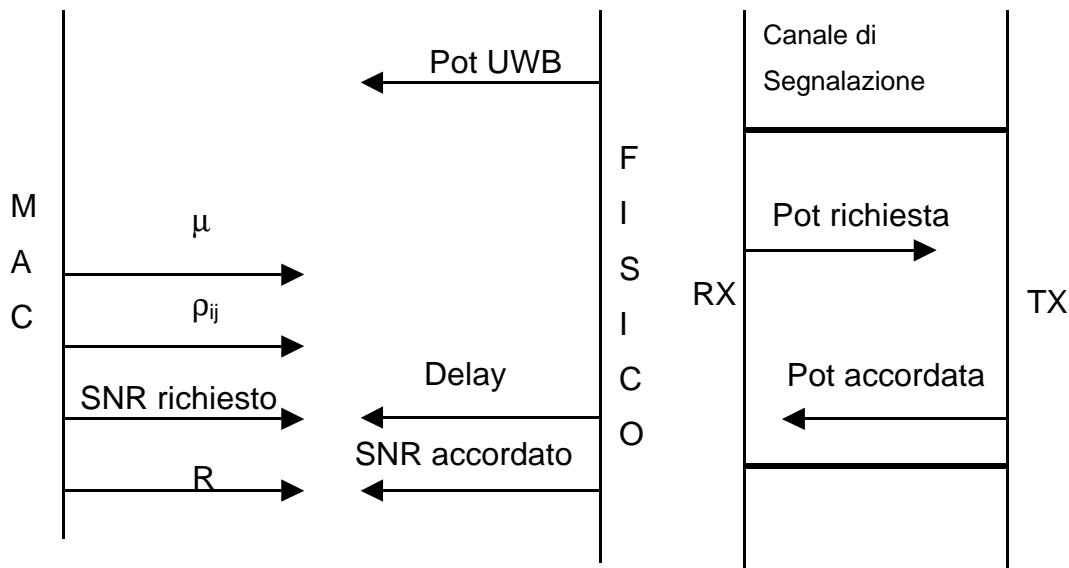 Pot UWB
Canale di
Segnalazione
M
A
C
μ
ρij
SNR richiesto
R
Delay
SNR accordato
F
I
S
I
C
O
RX
Pot richiesta
Pot accordata
TX